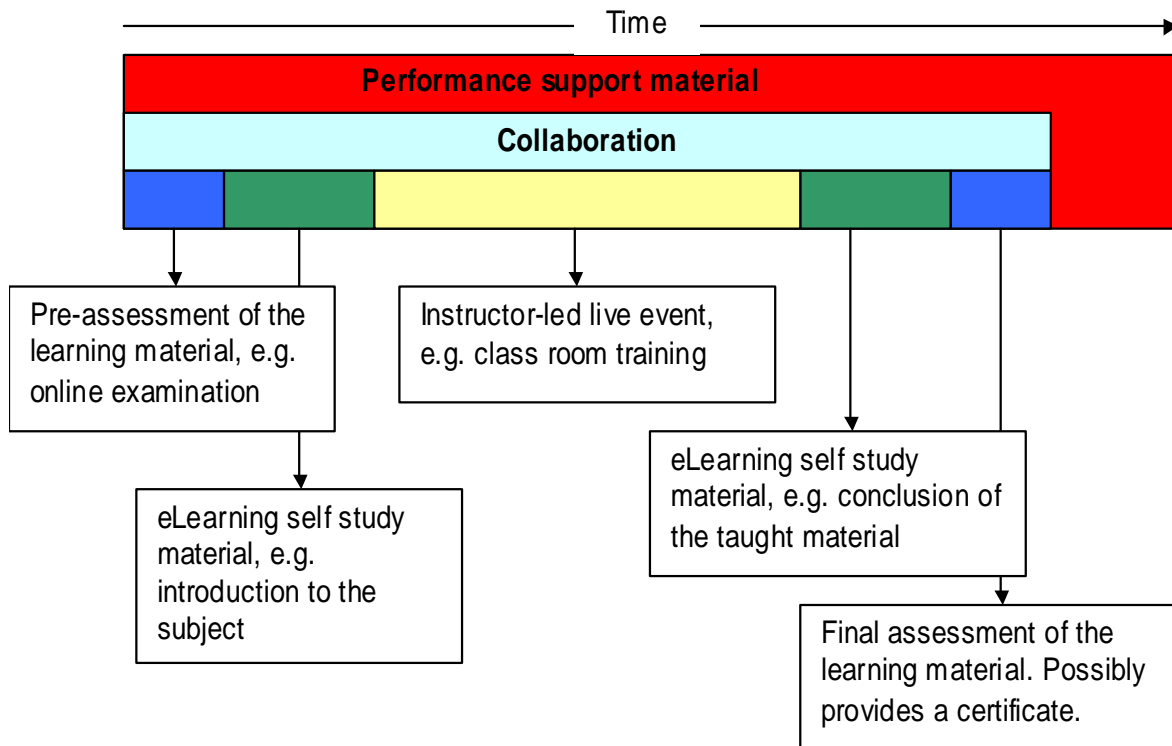 Time
Performance support material
Collaboration
Pre-assessment of the
learning material, e.g.
online examination
Instructor-led live event,
e.g. class room training
eLearning self study
material, e.g. conclusion of
the taught material
eLearning self study
material, e.g.
introduction to the
subject
Final assessment of the
learning material. Possibly
provides a certificate.